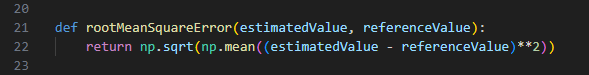 20
21 def rootMeanSquareError(estimatedValue, referenceValue):
22     return np.sqrt(np.mean((estimatedValue - referenceValue)**2))
23